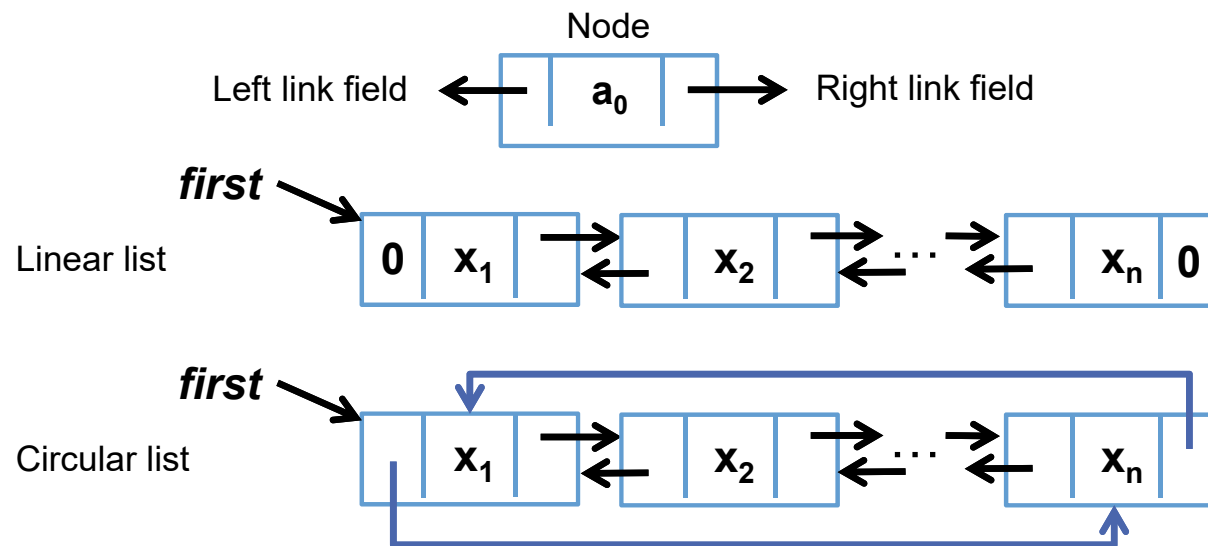 Node
Left link field a₀ Right link field
first
Linear list 0 x₁ x₂ ... xₙ 0
first
Circular list x₁ x₂ ... xₙ